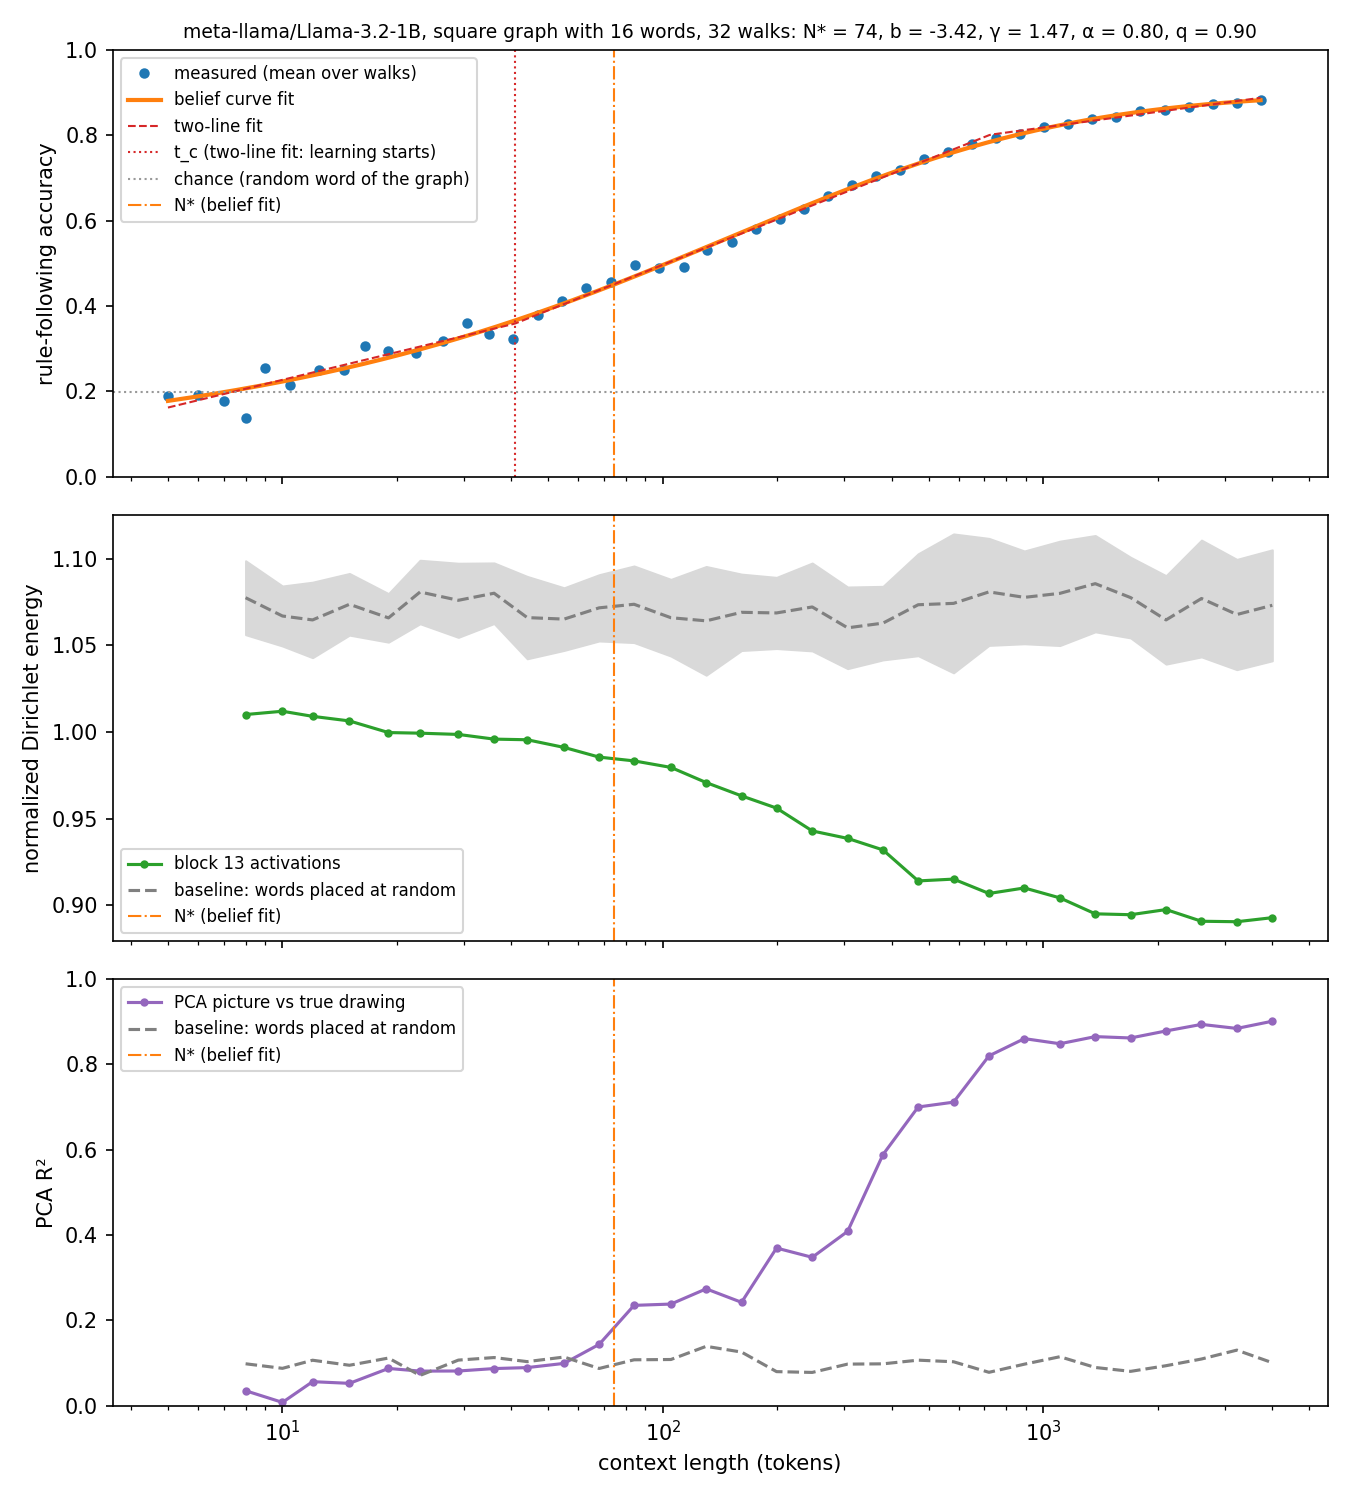 meta-llama/Llama-3.2-1B, square graph with 16 words, 32 walks: N* = 74, b = -3.42, γ = 1.47, α = 0.80, q = 0.90
1.0
0.8
0.6
0.4
0.2
0.0
rule-following accuracy
measured (mean over walks)
belief curve fit
two-line fit
t_c (two-line fit: learning starts)
chance (random word of the graph)
N* (belief fit)
1.10
1.05
1.00
0.95
0.90
normalized Dirichlet energy
block 13 activations
baseline: words placed at random
N* (belief fit)
1.0
0.8
0.6
0.4
0.2
0.0
PCA R²
PCA picture vs true drawing
baseline: words placed at random
N* (belief fit)
10¹ 10² 10³
context length (tokens)